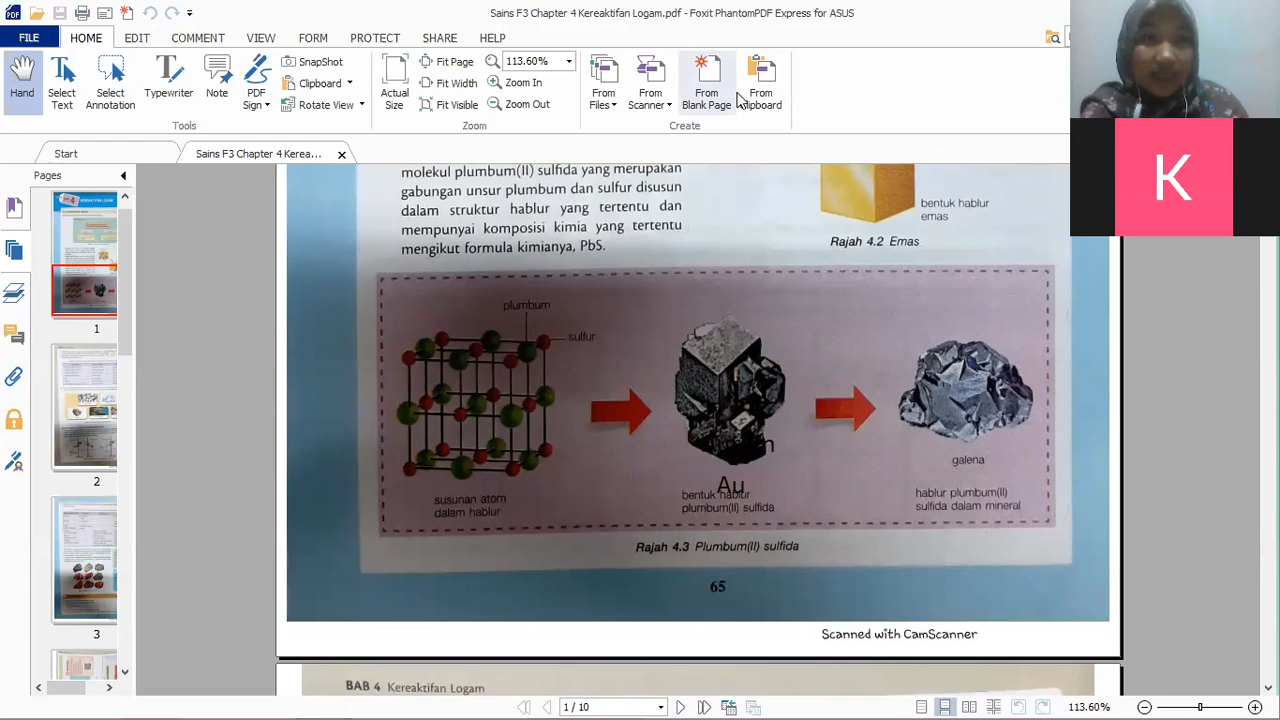 F3 Chapter 4 Kereaktifan Logam.pdf - Foxit PhantomPDF Express for ASUS
FILE
HOME
EDIT
COMMENT
VIEW
FORM
PROTECT
SHARE
HELP
Hand
Select Text
Select Annotation
Typewriter
Note
PDF Sign
SnapShot
Clipboard
Rotate View
Tools
Actual Size
Fit Page
Fit Width
Fit Visible
113.60%
Zoom In
Zoom Out
Zoom
From Files
From Scanner
From Blank Page
From Clipboard
Create
Start
Sains F3 Chapter 4 Kerea...
K
Pages
1
2
3
molekul plumbum(II) sulfida yang merupakan
gabungan unsur plumbum dan sulfur disusun
dalam struktur hablur yang tertentu dan
mempunyai komposisi kimia yang tertentu
mengikut formula kimianya, PbS.
bentuk hablur
emas
Rajah 4.2 Emas
plumbum
sulfur
susunan atom
dalam hablur
n
Au
bentuk hablur
plumbum(II) sulfida
galena
hablur plumbum(II)
sulfida dalam mineral
Rajah 4.3 Plumbum(II) sulfida
65
Scanned with CamScanner
BAB 4 Kereaktifan Logam
1 / 10
113.60%